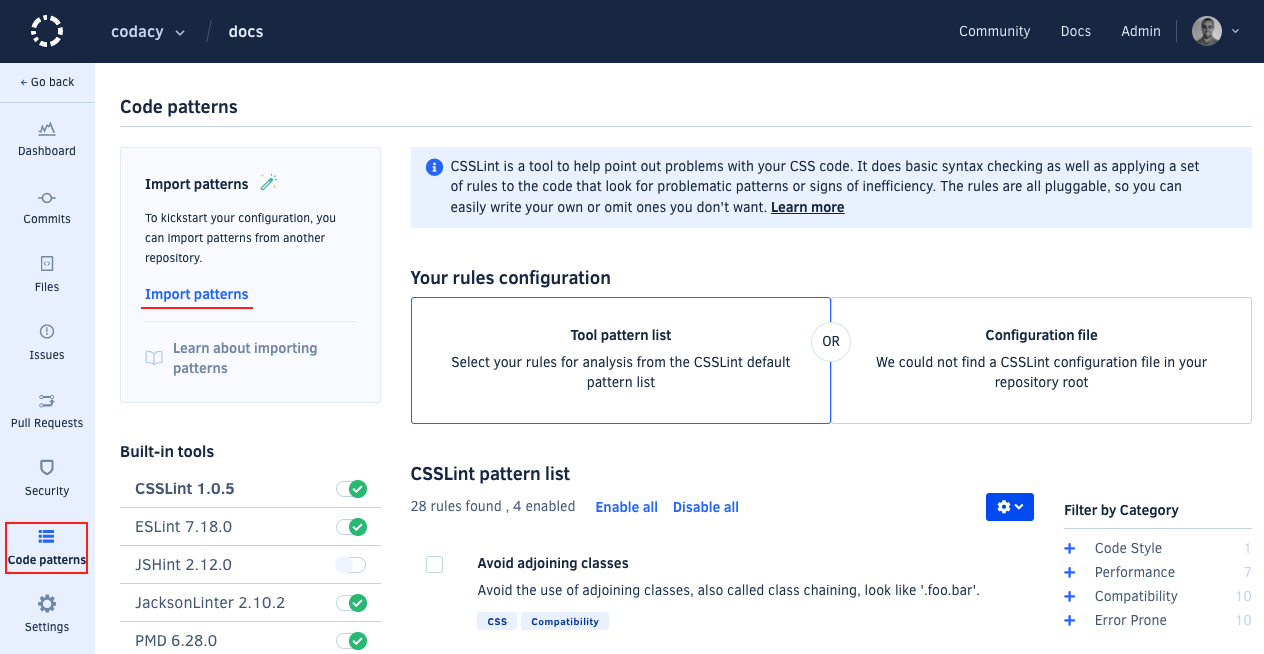 codacy / docs
Community Docs Admin
← Go back
Dashboard
Commits
Files
Issues
Pull Requests
Security
Code patterns
Settings
Code patterns
Import patterns
To kickstart your configuration, you
can import patterns from another
repository.
Import patterns
Learn about importing
patterns
Built-in tools
CSSLint 1.0.5
ESLint 7.18.0
JSHint 2.12.0
JacksonLinter 2.10.2
PMD 6.28.0
CSSLint is a tool to help point out problems with your CSS code. It does basic syntax checking as well as applying a set
of rules to the code that look for problematic patterns or signs of inefficiency. The rules are all pluggable, so you can
easily write your own or omit ones you don't want. Learn more
Your rules configuration
Tool pattern list
Select your rules for analysis from the CSSLint default
pattern list
OR
Configuration file
We could not find a CSSLint configuration file in your
repository root
CSSLint pattern list
28 rules found , 4 enabled Enable all Disable all
Avoid adjoining classes
Avoid the use of adjoining classes, also called class chaining, look like '.foo.bar'.
CSS Compatibility
Filter by Category
+ Code Style 1
+ Performance 7
+ Compatibility 10
+ Error Prone 10